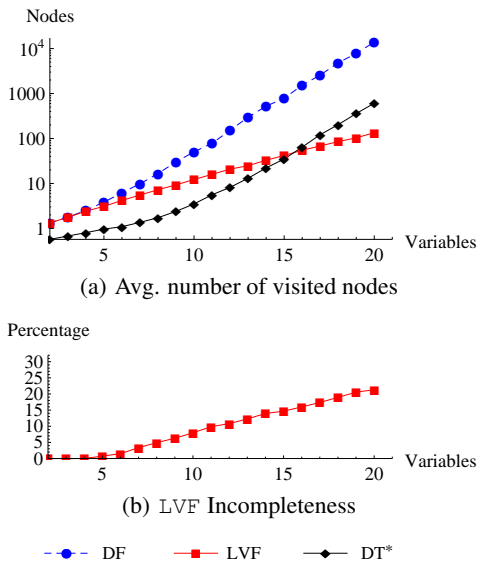 Nodes
10^4
1000
100
10
1
5 10 15 20
Variables
(a) Avg. number of visited nodes
Percentage
30
25
20
15
10
5
0
5 10 15 20
Variables
(b) LVF Incompleteness
DF LVF DT*